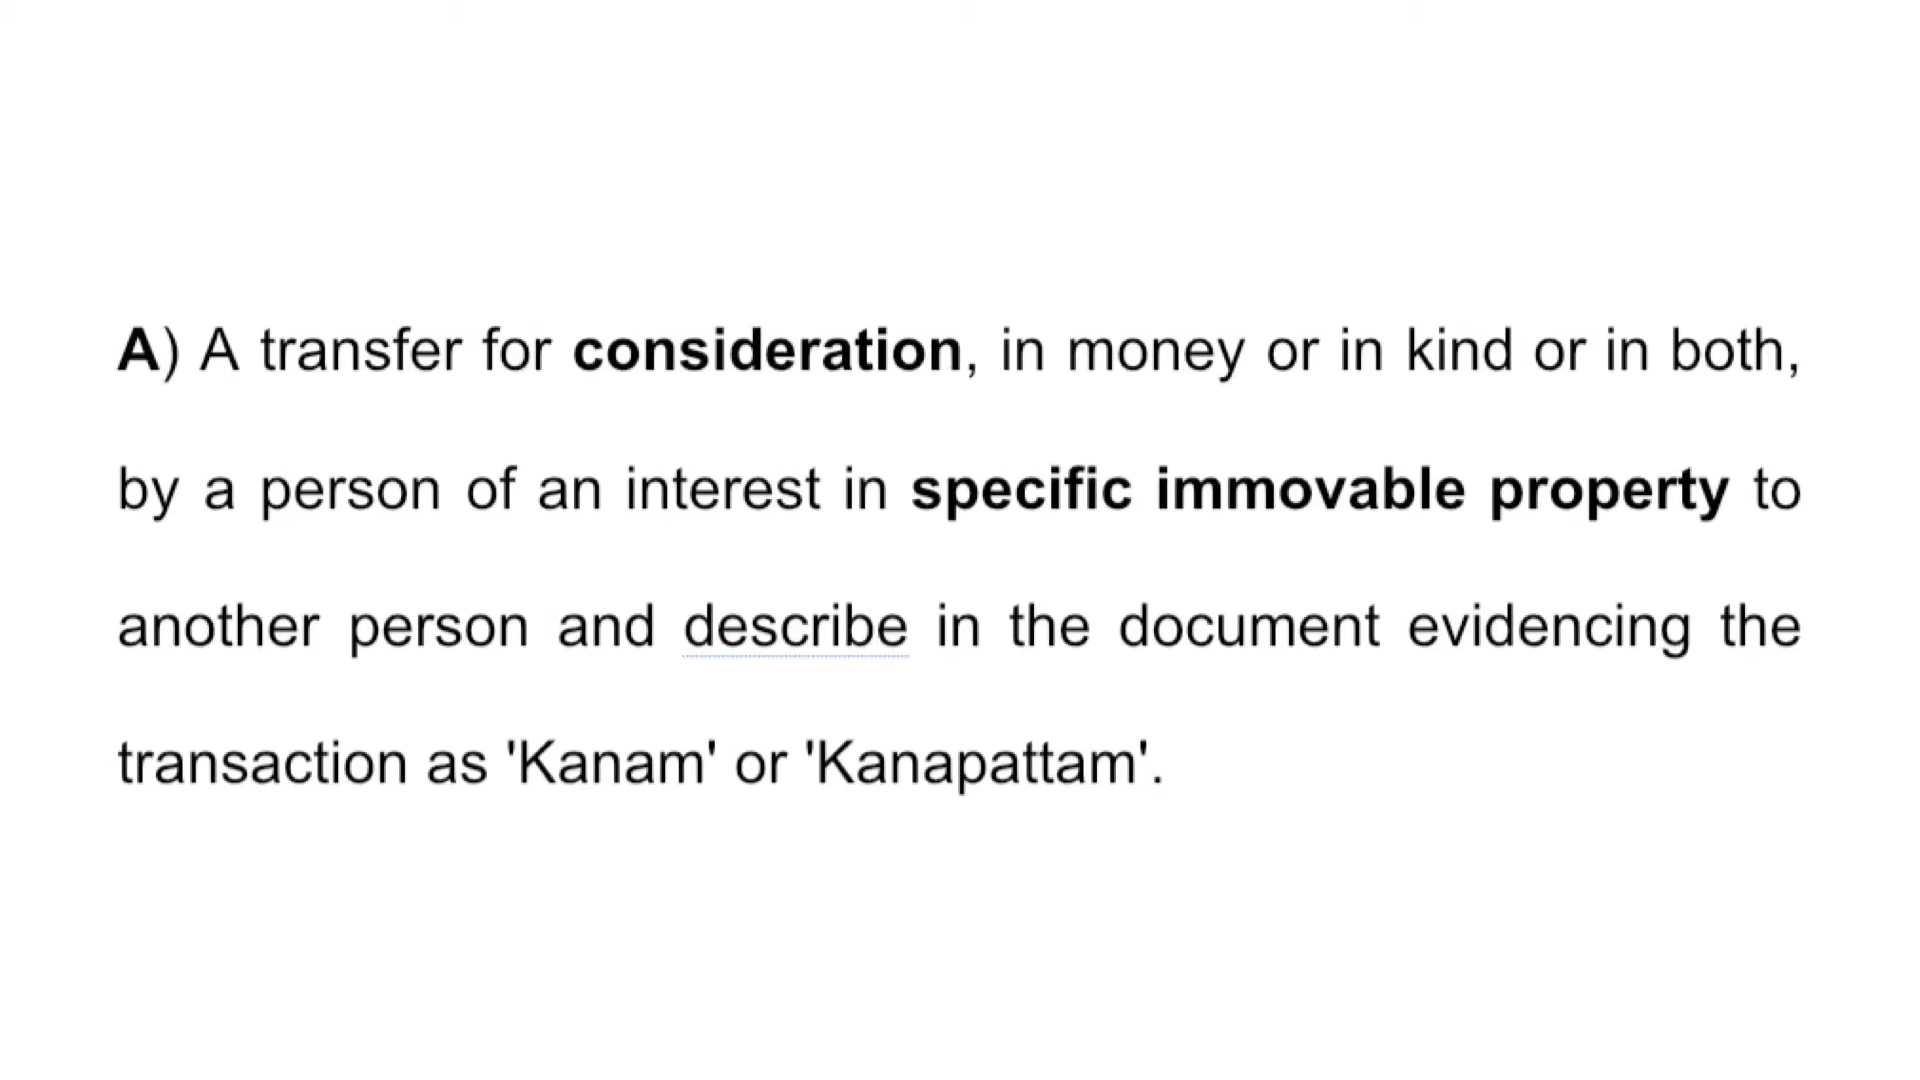 A) A transfer for consideration, in money or in kind or in both,
by a person of an interest in specific immovable property to
another person and describe in the document evidencing the
transaction as 'Kanam' or 'Kanapattam'.